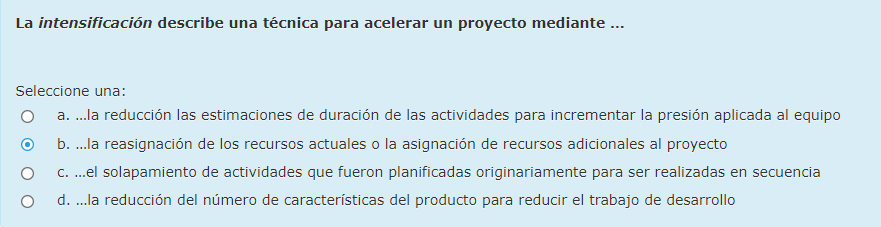 La intensificación describe una técnica para acelerar un proyecto mediante ...
Seleccione una:
a. ...la reducción las estimaciones de duración de las actividades para incrementar la presión aplicada al equipo
b. ...la reasignación de los recursos actuales o la asignación de recursos adicionales al proyecto
c. ...el solapamiento de actividades que fueron planificadas originariamente para ser realizadas en secuencia
d. ...la reducción del número de características del producto para reducir el trabajo de desarrollo